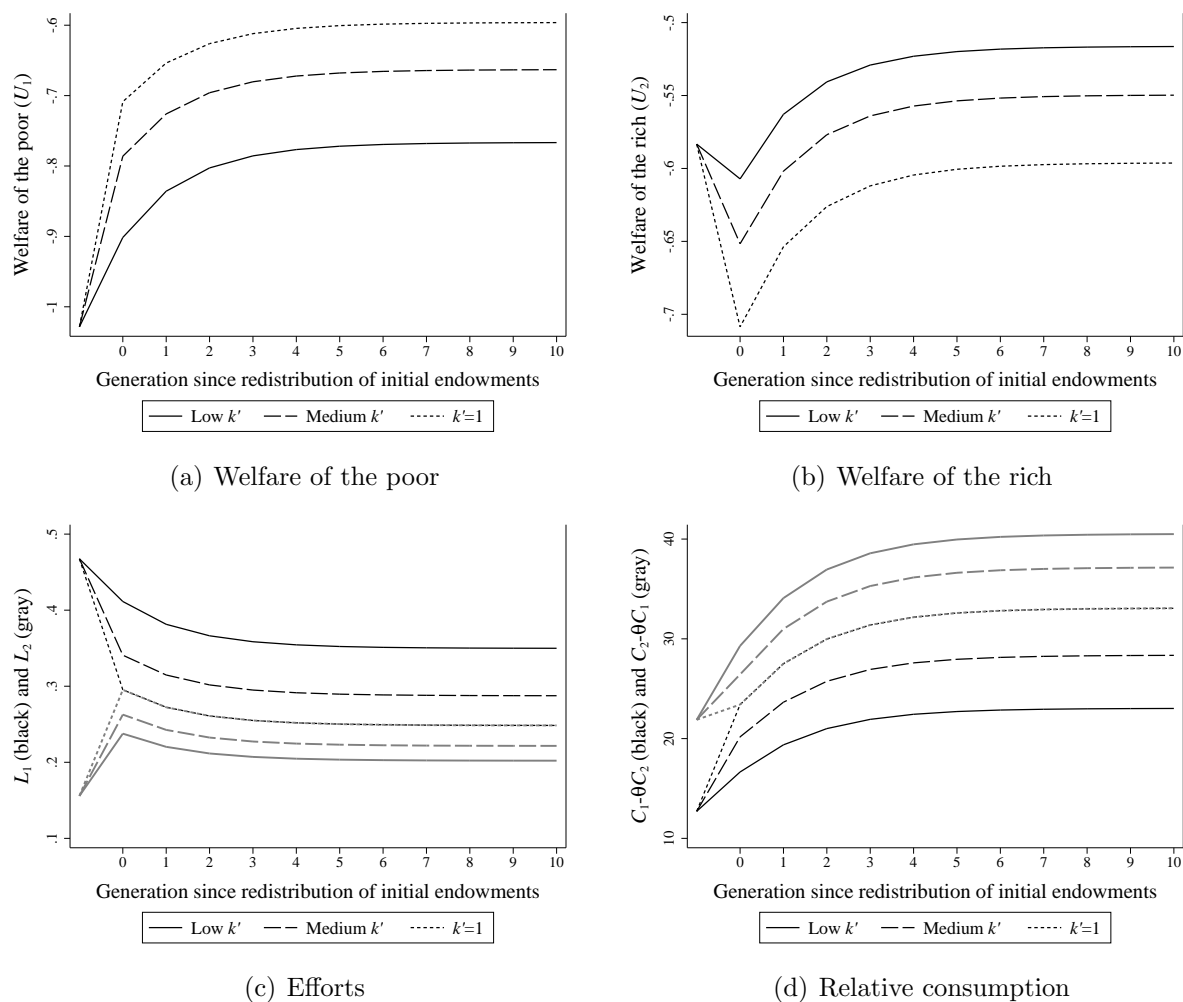 Welfare of the poor (U₁)
-.6
-.7
-.8
-.9
-1
0 1 2 3 4 5 6 7 8 9 10
Generation since redistribution of initial endowments
Low k' Medium k' k'=1
(a) Welfare of the poor
Welfare of the rich (U₂)
-.5
-.55
-.6
-.65
-.7
0 1 2 3 4 5 6 7 8 9 10
Generation since redistribution of initial endowments
Low k' Medium k' k'=1
(b) Welfare of the rich
L₁ (black) and L₂ (gray)
.5
.4
.3
.2
.1
0 1 2 3 4 5 6 7 8 9 10
Generation since redistribution of initial endowments
Low k' Medium k' k'=1
(c) Efforts
C₁-θC₂ (black) and C₂-θC₁ (gray)
40
30
20
10
0 1 2 3 4 5 6 7 8 9 10
Generation since redistribution of initial endowments
Low k' Medium k' k'=1
(d) Relative consumption